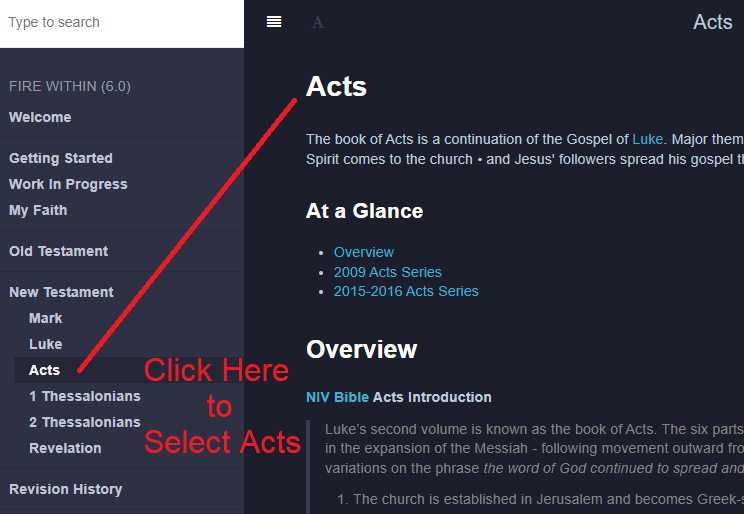 Type to search
FIRE WITHIN (6.0)
Welcome
Getting Started
Work In Progress
My Faith
Old Testament
New Testament
Mark
Luke
Acts
1 Thessalonians
2 Thessalonians
Revelation
Revision History
Click Here
to
Select Acts
A
Acts
Acts
The book of Acts is a continuation of the Gospel of Luke. Major them
Spirit comes to the church • and Jesus' followers spread his gospel th
At a Glance
• Overview
• 2009 Acts Series
• 2015-2016 Acts Series
Overview
NIV Bible Acts Introduction
Luke's second volume is known as the book of Acts. The six parts
in the expansion of the Messiah - following movement outward fro
variations on the phrase the word of God continued to spread and
1. The church is established in Jerusalem and becomes Greek-s